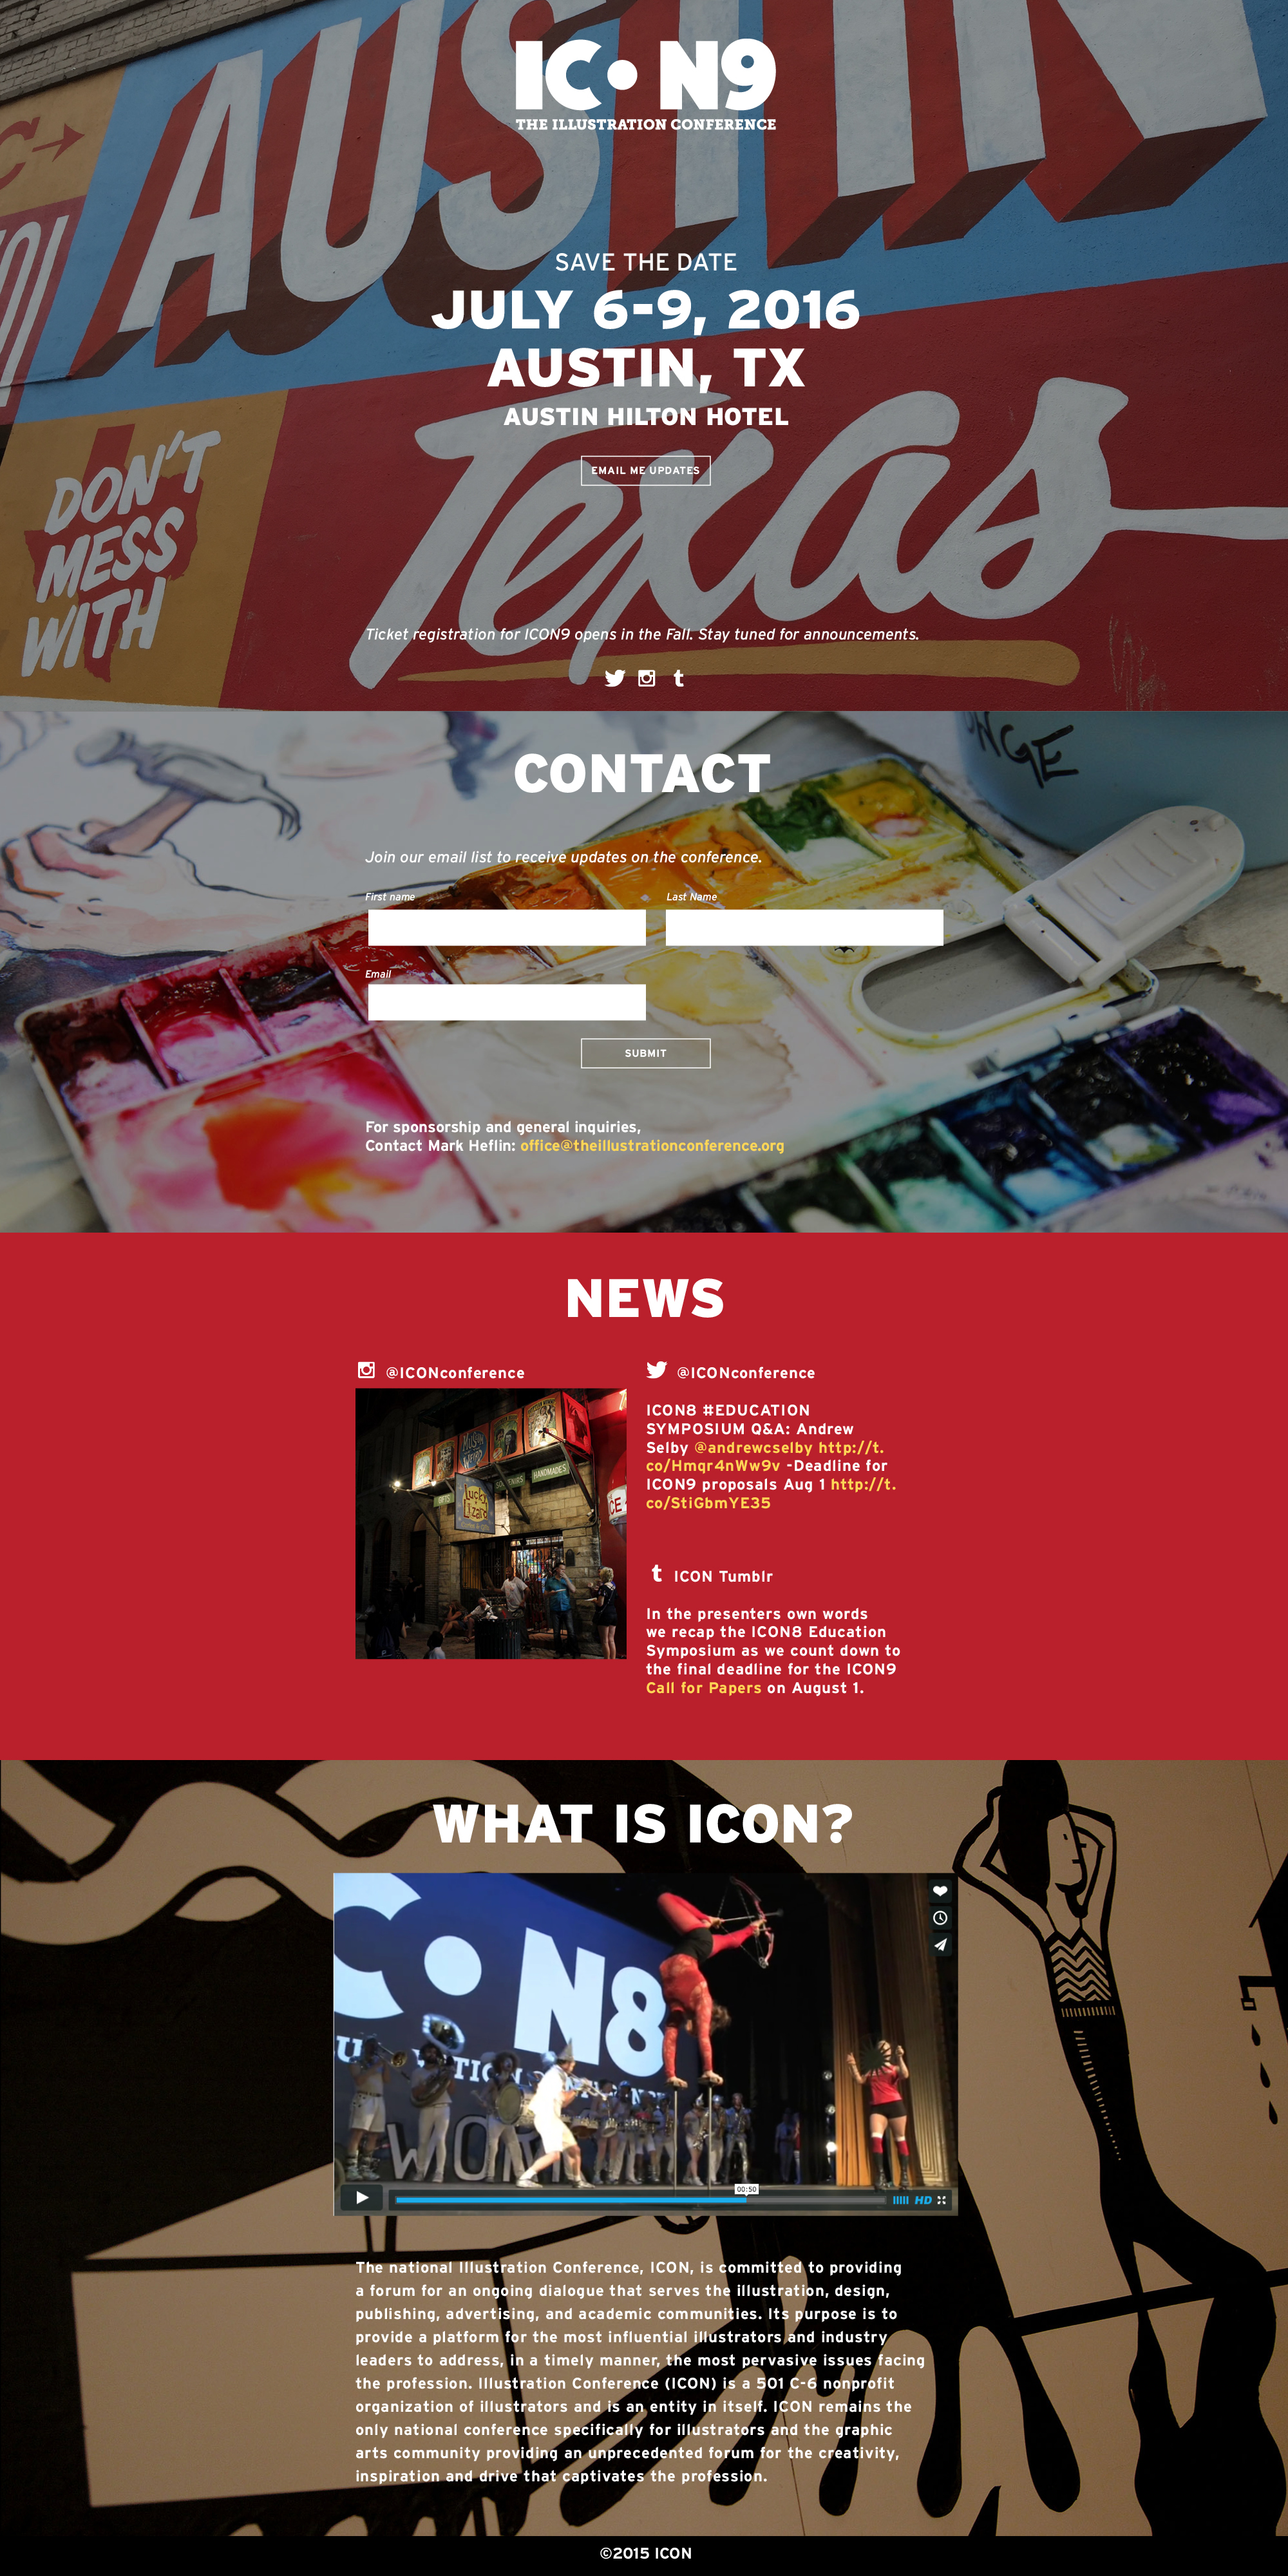 AUSTIN
IC•N9
THE ILLUSTRATION CONFERENCE
SAVE THE DATE
JULY 6-9, 2016
AUSTIN, TX
AUSTIN HILTON HOTEL
EMAIL ME UPDATES
DON'T
MESS
WITH
Texas
Ticket registration for ICON9 opens in the Fall. Stay tuned for announcements.
CONTACT
Join our email list to receive updates on the conference.
First name
Last Name
Email
SUBMIT
For sponsorship and general inquiries,
Contact Mark Heflin: office@theillustrationconference.org
NEWS
@ICONconference
Lucky
Lizard
HANDMADES
@ICONconference
ICON8 #EDUCATION
SYMPOSIUM Q&A: Andrew
Selby @andrewcselby http://t.
co/Hmqr4nWw9v -Deadline for
ICON9 proposals Aug 1 http://t.
co/StiGbmYE35
ICON Tumblr
In the presenters own words
we recap the ICON8 Education
Symposium as we count down to
the final deadline for the ICON9
Call for Papers on August 1.
WHAT IS ICON?
C•N8
00:50
HD
The national Illustration Conference, ICON, is committed to providing
a forum for an ongoing dialogue that serves the illustration, design,
publishing, advertising, and academic communities. Its purpose is to
provide a platform for the most influential illustrators and industry
leaders to address, in a timely manner, the most pervasive issues facing
the profession. Illustration Conference (ICON) is a 501 C-6 nonprofit
organization of illustrators and is an entity in itself. ICON remains the
only national conference specifically for illustrators and the graphic
arts community providing an unprecedented forum for the creativity,
inspiration and drive that captivates the profession.
©2015 ICON